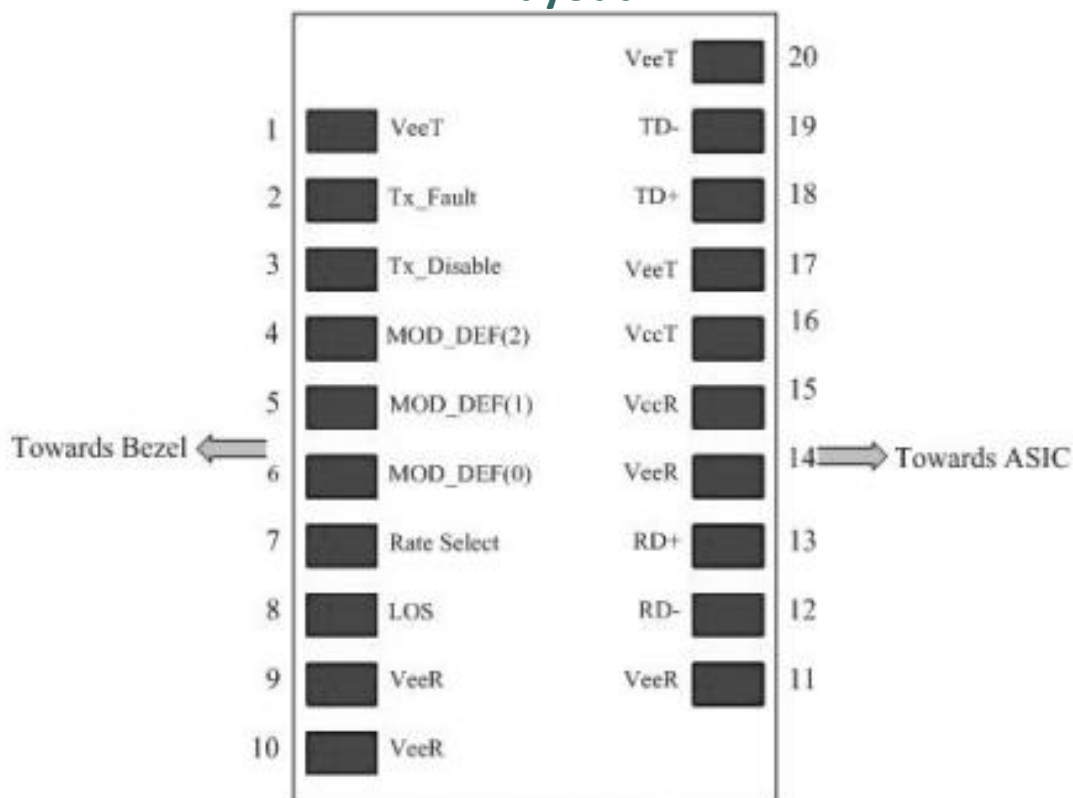 VeeT 20
1 VeeT
TD- 19
2 Tx_Fault
TD+ 18
3 Tx_Disable
VeeT 17
4 MOD_DEF(2)
VccT 16
5 MOD_DEF(1)
VccR 15
Towards Bezel
6 MOD_DEF(0)
VeeR 14
Towards ASIC
7 Rate Select
RD+ 13
8 LOS
RD- 12
9 VeeR
VeeR 11
10 VeeR